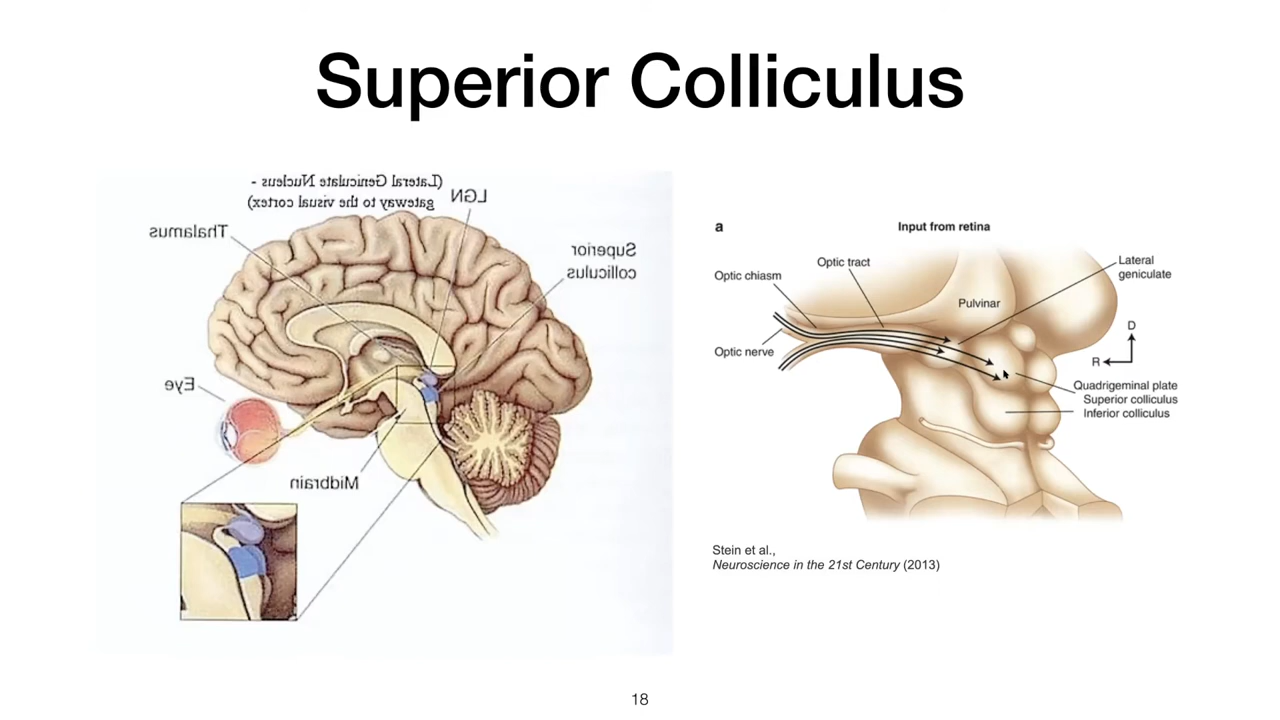 Superior Colliculus
(Lateral Geniculate Nucleus -
gateway to the visual cortex)
LGN
Thalamus
Superior
colliculus
Eye
Midbrain
a
Input from retina
Optic chiasm
Optic tract
Lateral
geniculate
Pulvinar
Optic nerve
D
R
Quadrigeminal plate
Superior colliculus
Inferior colliculus
Stein et al.,
Neuroscience in the 21st Century (2013)
18